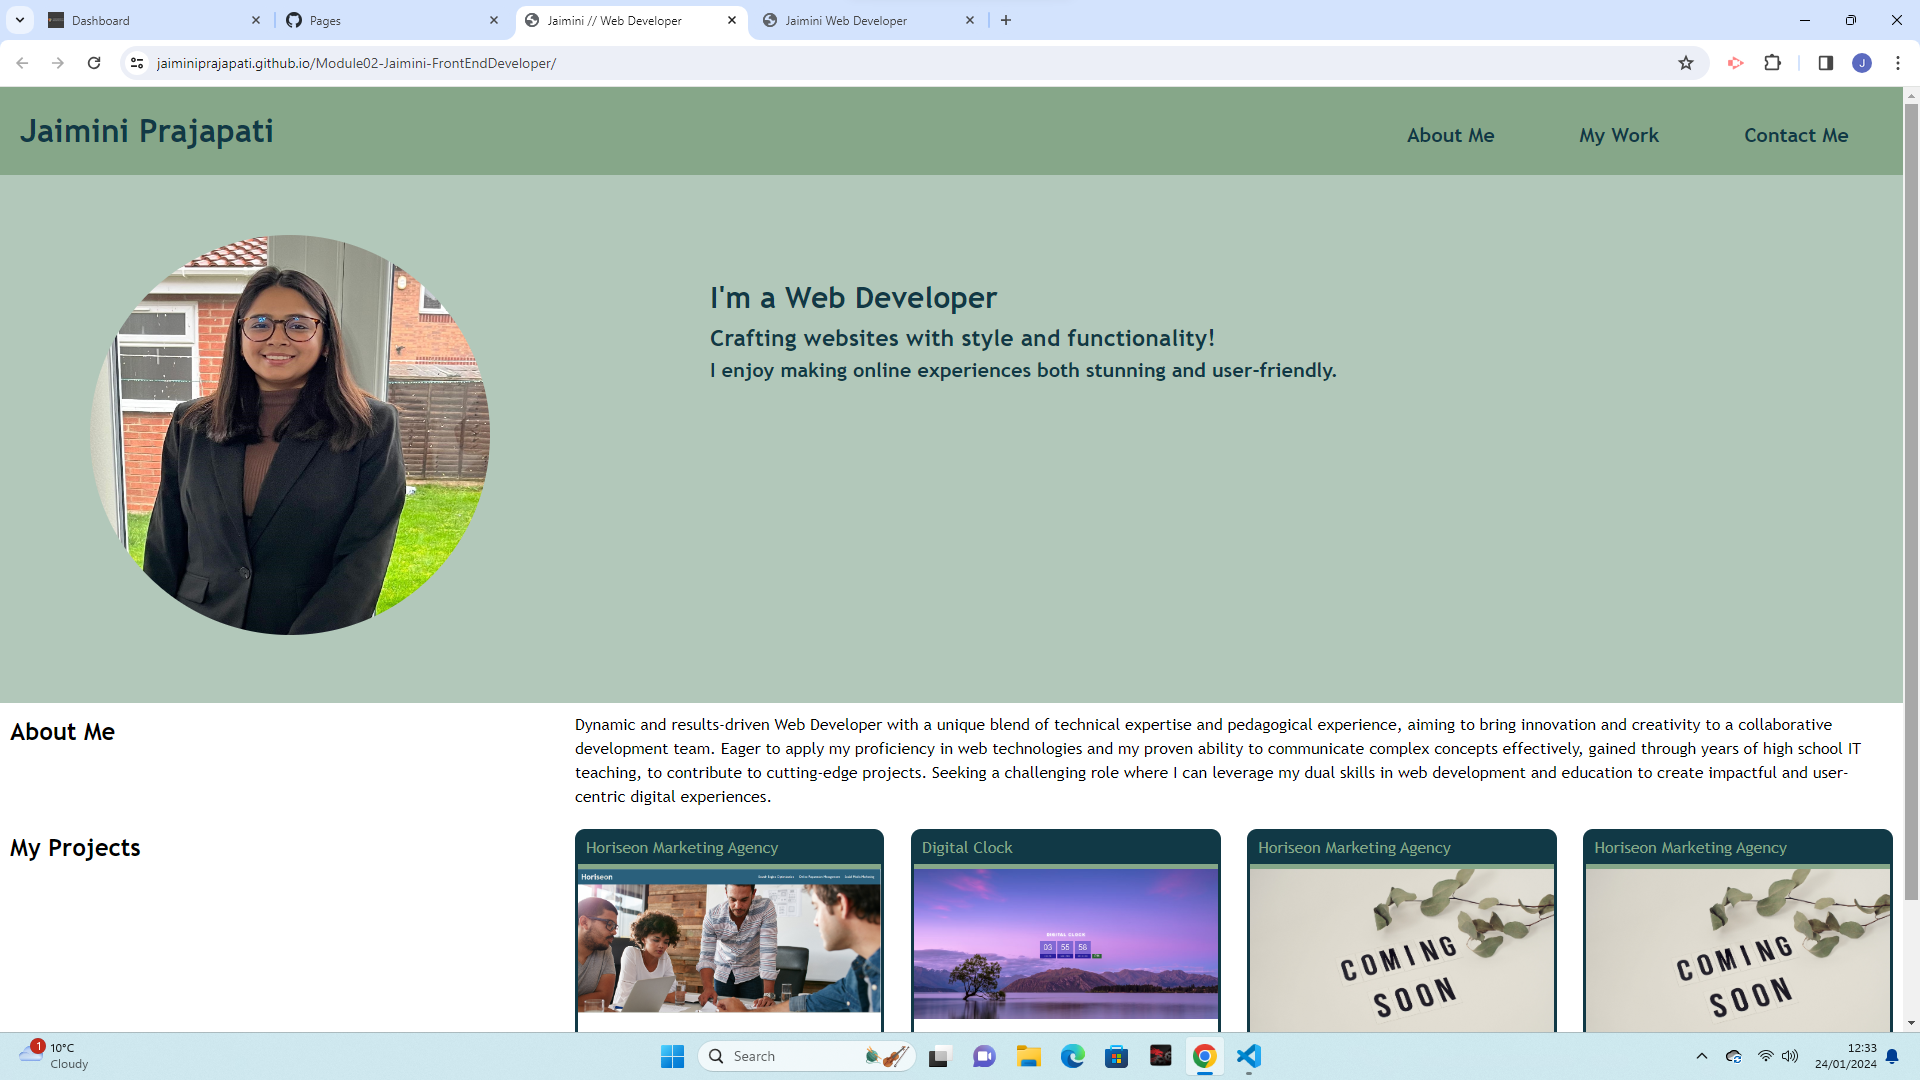 Dashboard
Pages
Jaimini // Web Developer
Jaimini Web Developer
jaiminiprajapati.github.io/Module02-Jaimini-FrontEndDeveloper/
J
Jaimini Prajapati
About Me
My Work
Contact Me
I'm a Web Developer
Crafting websites with style and functionality!
I enjoy making online experiences both stunning and user-friendly.
About Me
Dynamic and results-driven Web Developer with a unique blend of technical expertise and pedagogical experience, aiming to bring innovation and creativity to a collaborative
development team. Eager to apply my proficiency in web technologies and my proven ability to communicate complex concepts effectively, gained through years of high school IT
teaching, to contribute to cutting-edge projects. Seeking a challenging role where I can leverage my dual skills in web development and education to create impactful and user-
centric digital experiences.
My Projects
Horiseon Marketing Agency
Horiseon
Digital Clock
DIGITAL CLOCK
03 55 56
Horiseon Marketing Agency
COMING
SOON
Horiseon Marketing Agency
COMING
SOON
1
10°C
Cloudy
Search
12:33
24/01/2024